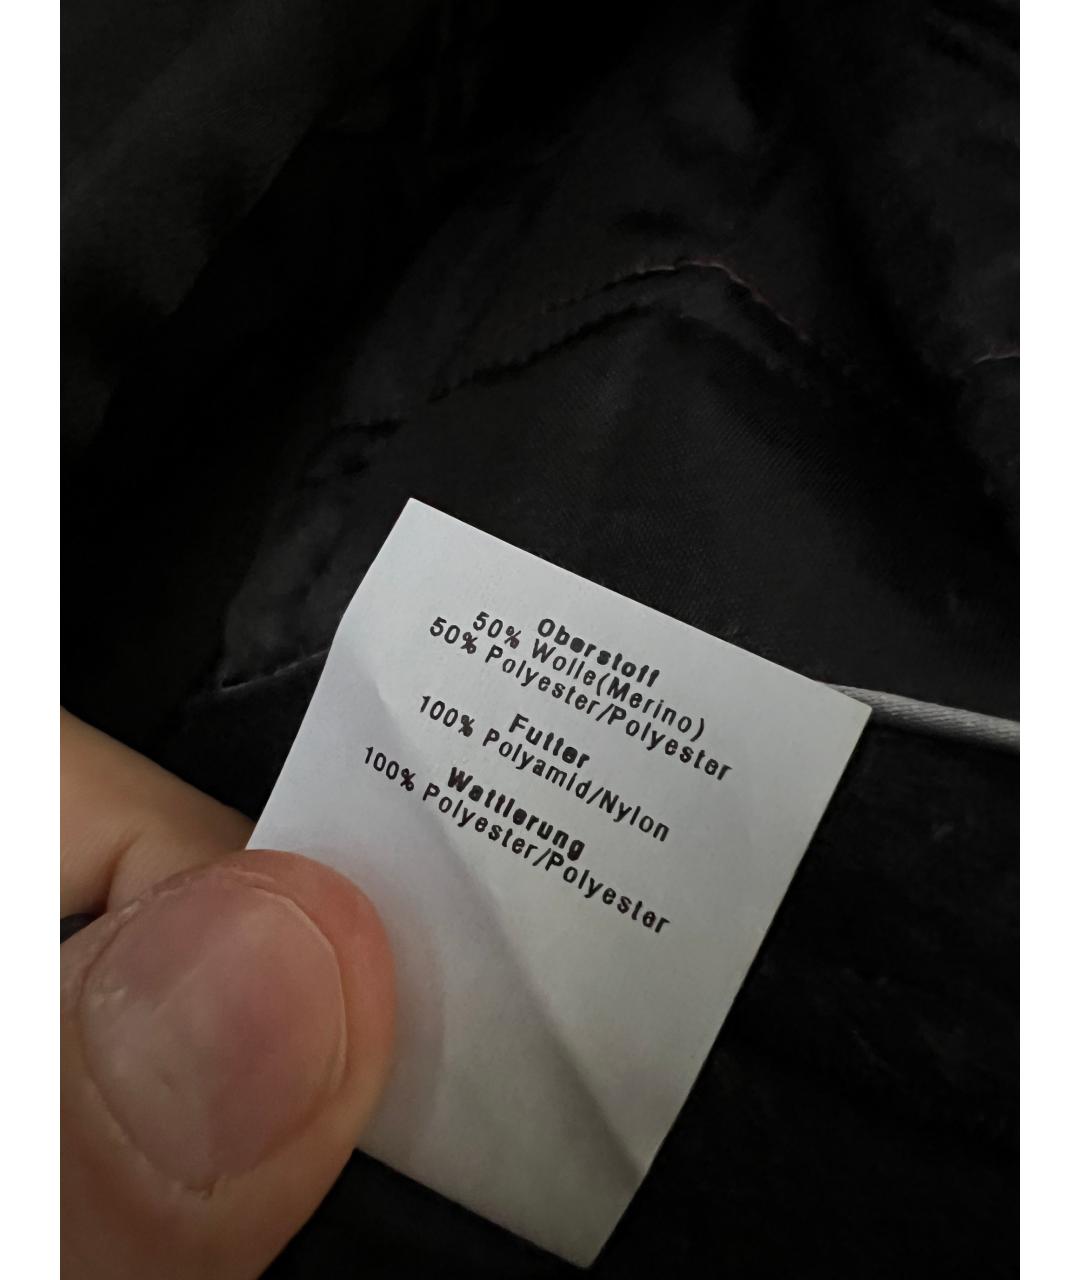 Oberstoff
50% Wolle(Merino)
50% Polyester/Polyester
Futter
100% Polyamid/Nylon
Wattierung
100% Polyester/Polyester